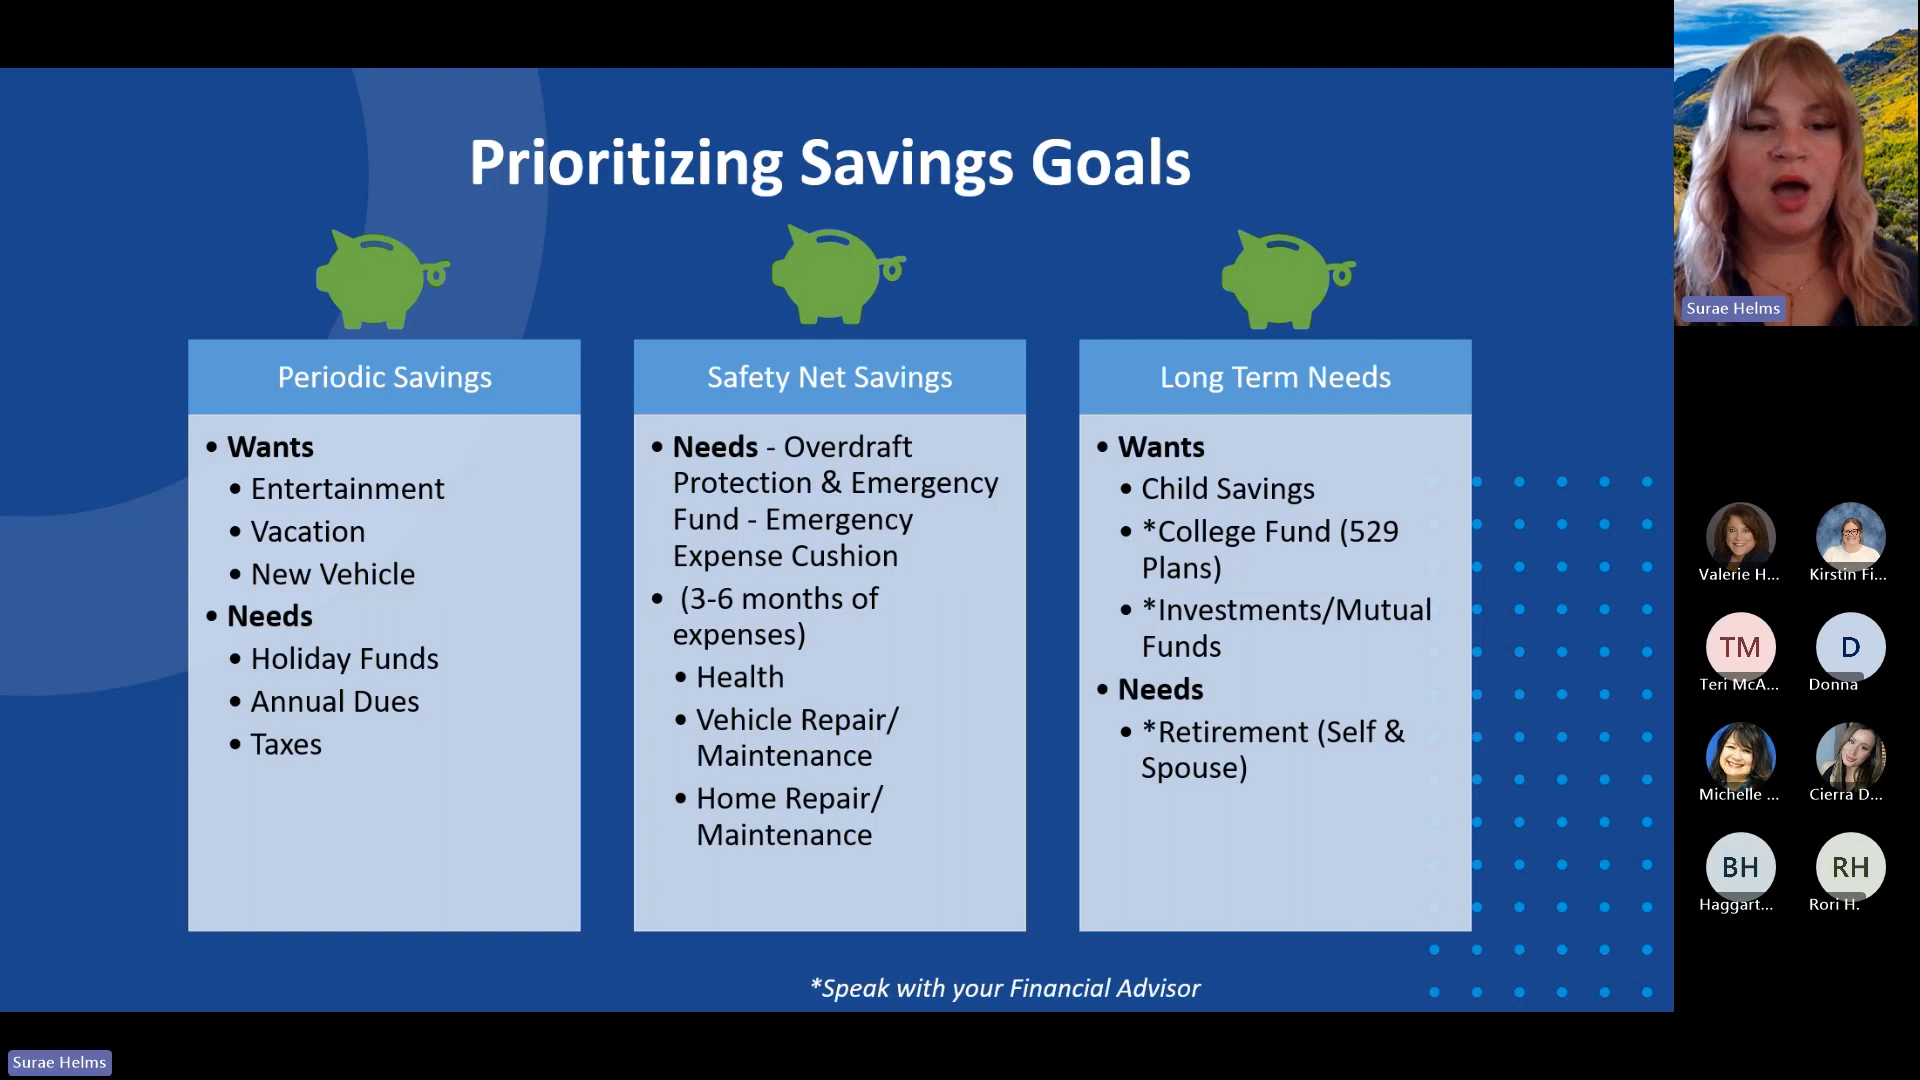 Prioritizing Savings Goals
Periodic Savings
• Wants
• Entertainment
• Vacation
• New Vehicle
• Needs
• Holiday Funds
• Annual Dues
• Taxes
Safety Net Savings
• Needs - Overdraft
Protection & Emergency
Fund - Emergency
Expense Cushion
• (3-6 months of
expenses)
• Health
• Vehicle Repair/
Maintenance
• Home Repair/
Maintenance
Long Term Needs
• Wants
• Child Savings
• *College Fund (529
Plans)
• *Investments/Mutual
Funds
• Needs
• *Retirement (Self &
Spouse)
*Speak with your Financial Advisor
Surae Helms
Surae Helms
Valerie H...
Kirstin Fi...
TM
Teri McA...
D
Donna
Michelle ...
Cierra D...
BH
Haggart...
RH
Rori H.